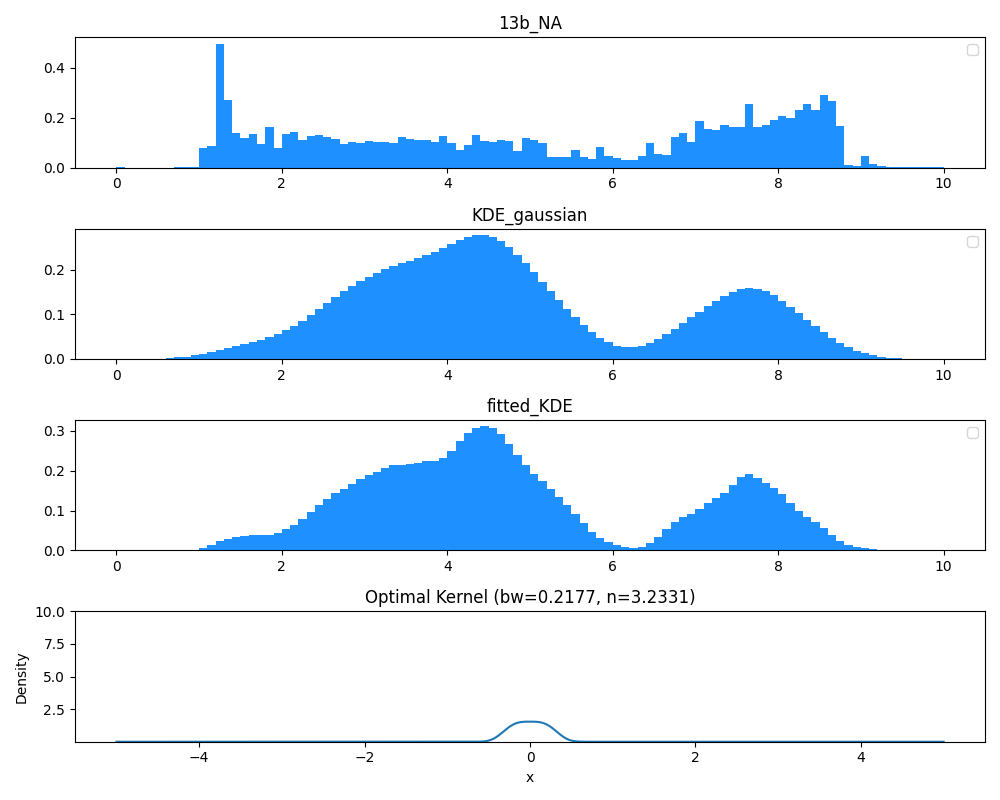 13b_NA
0.4
0.2
0.0
0 2 4 6 8 10
KDE_gaussian
0.2
0.1
0.0
0 2 4 6 8 10
fitted_KDE
0.3
0.2
0.1
0.0
0 2 4 6 8 10
Optimal Kernel (bw=0.2177, n=3.2331)
10.0
7.5
5.0
2.5
Density
−4 −2 0 2 4
x